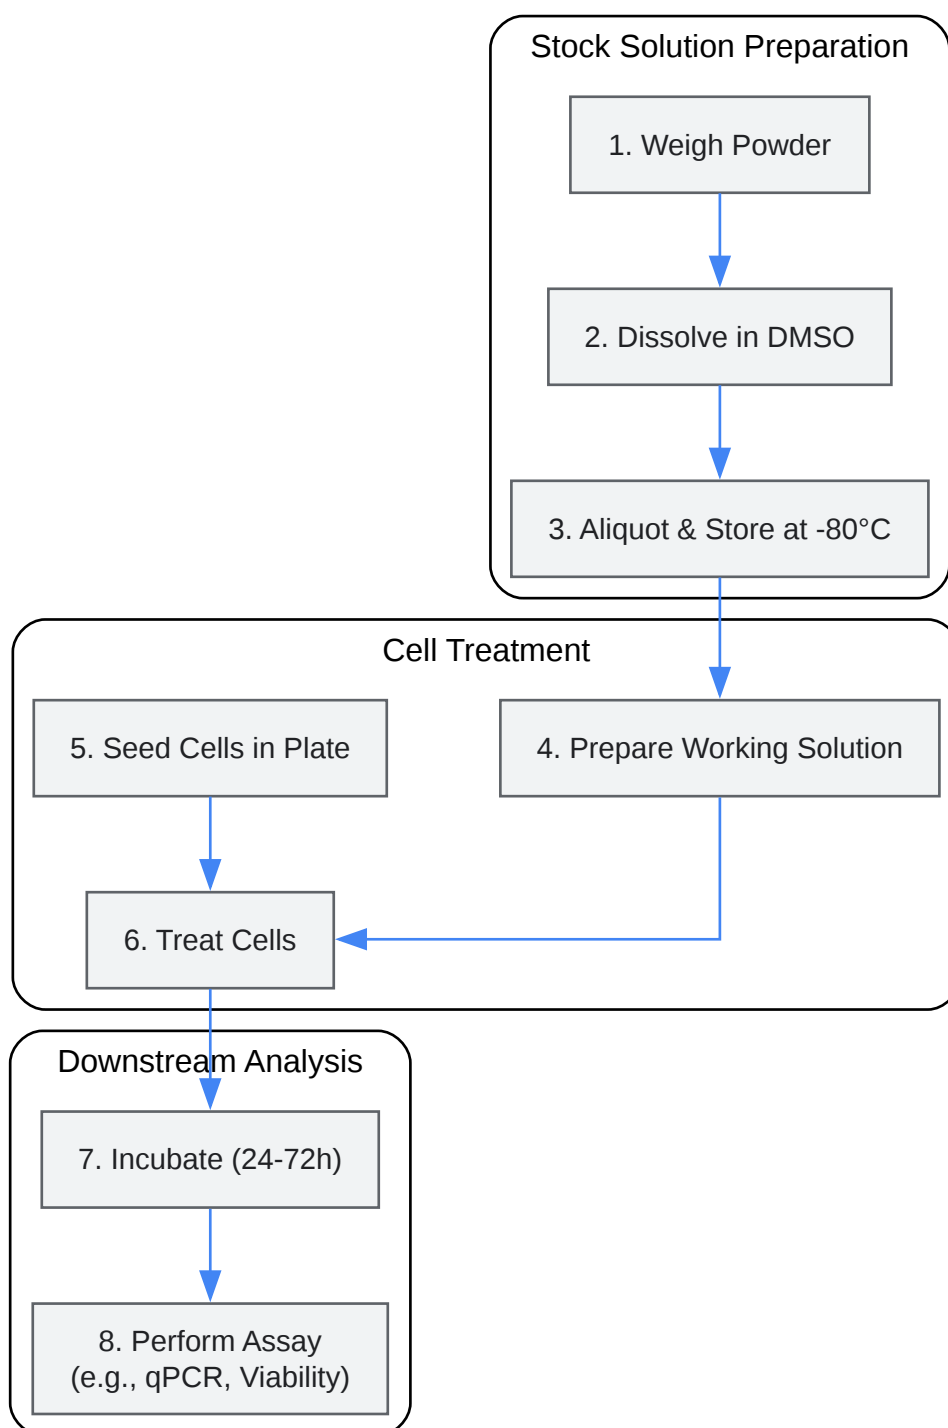 Stock Solution Preparation
1. Weigh Powder
2. Dissolve in DMSO
3. Aliquot & Store at -80°C
Cell Treatment
5. Seed Cells in Plate
4. Prepare Working Solution
6. Treat Cells
Downstream Analysis
7. Incubate (24-72h)
8. Perform Assay
(e.g., qPCR, Viability)